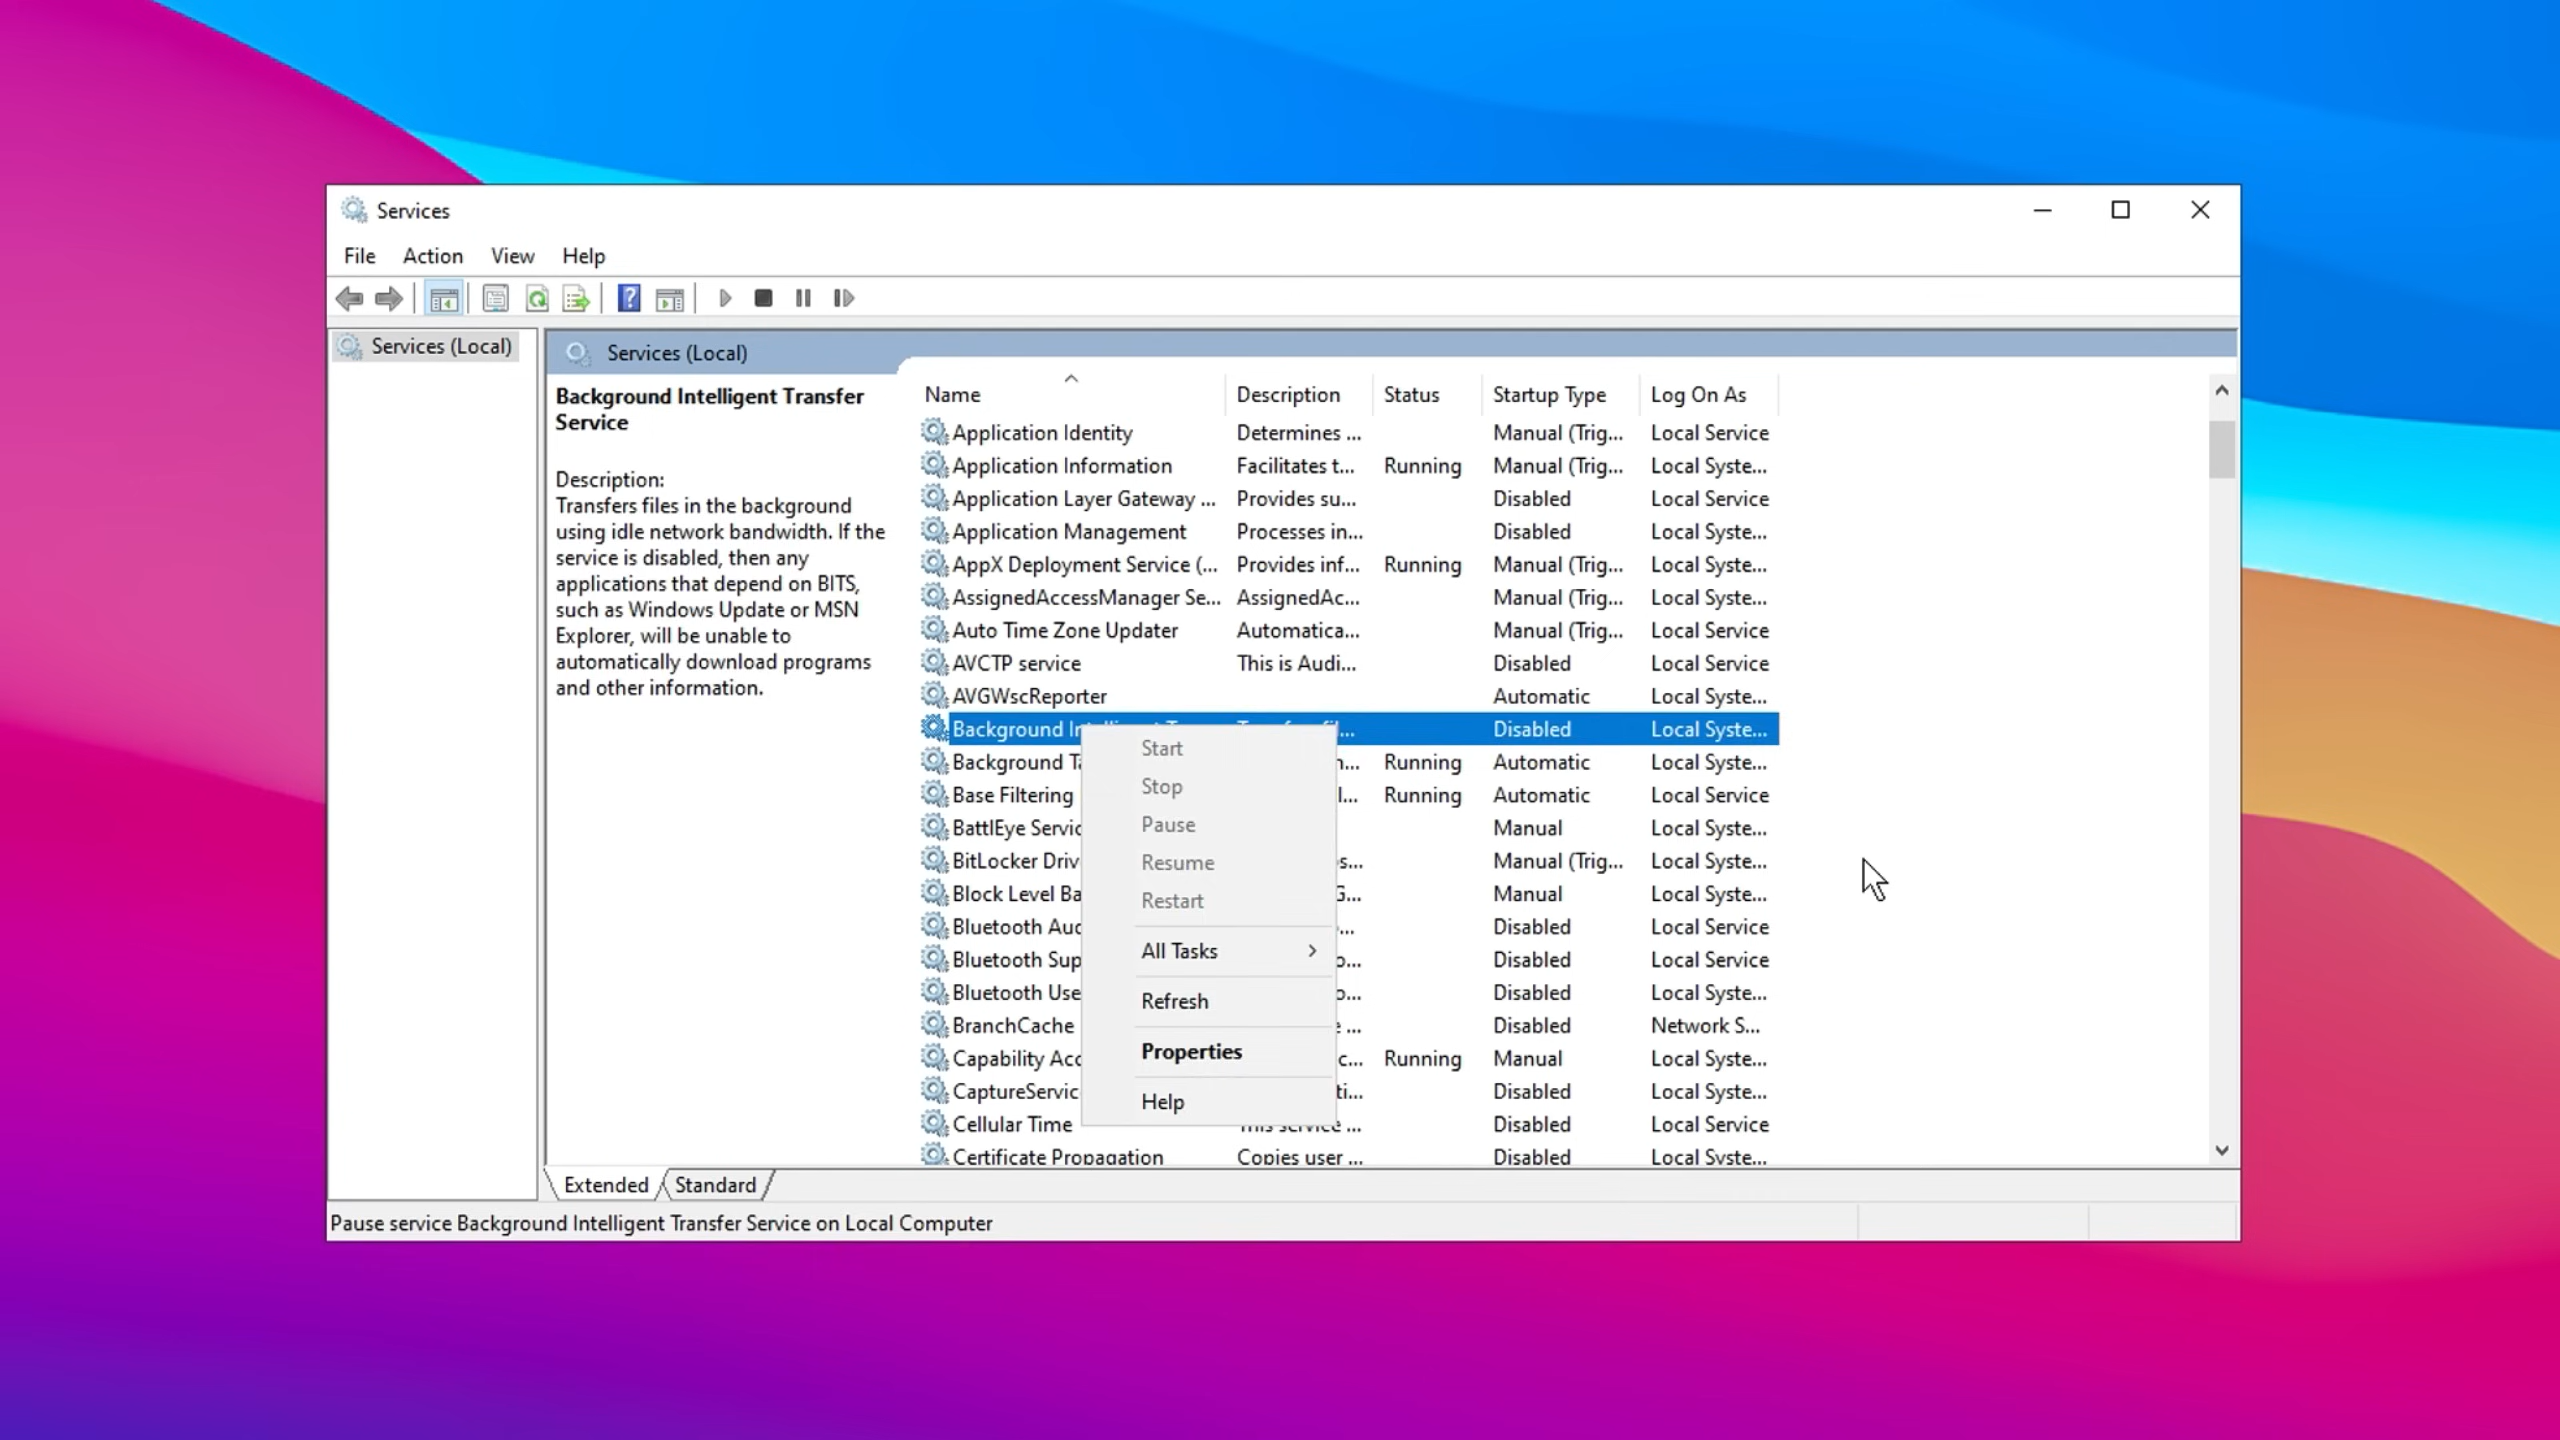 Services
File Action View Help
Services (Local)
Services (Local)
Background Intelligent Transfer
Service
Description:
Transfers files in the background
using idle network bandwidth. If the
service is disabled, then any
applications that depend on BITS,
such as Windows Update or MSN
Explorer, will be unable to
automatically download programs
and other information.
Name Description Status Startup Type Log On As
Application Identity Determines ... Manual (Trig... Local Service
Application Information Facilitates t... Running Manual (Trig... Local Syste...
Application Layer Gateway ... Provides su... Disabled Local Service
Application Management Processes in... Disabled Local Syste...
AppX Deployment Service (... Provides inf... Running Manual (Trig... Local Syste...
AssignedAccessManager Se... AssignedAc... Manual (Trig... Local Syste...
Auto Time Zone Updater Automatica... Manual (Trig... Local Service
AVCTP service This is Audi... Disabled Local Service
AVGWscReporter Automatic Local Syste...
Background Disabled Local Syste...
Background Running Automatic Local Syste...
Base Filtering Running Automatic Local Service
BattlEye Manual Local Syste...
BitLocker Manual (Trig... Local Syste...
Block Level Manual Local Syste...
Bluetooth Disabled Local Service
Bluetooth Disabled Local Service
Bluetooth Disabled Local Syste...
BranchCache Disabled Network S...
Capability Running Manual Local Syste...
Disabled Local Syste...
Cellular Time Disabled Local Service
Certificate Propagation Copies user ... Disabled Local Syste...
Start
Stop
Pause
Resume
Restart
All Tasks
Refresh
Properties
Help
Extended Standard
Pause service Background Intelligent Transfer Service on Local Computer